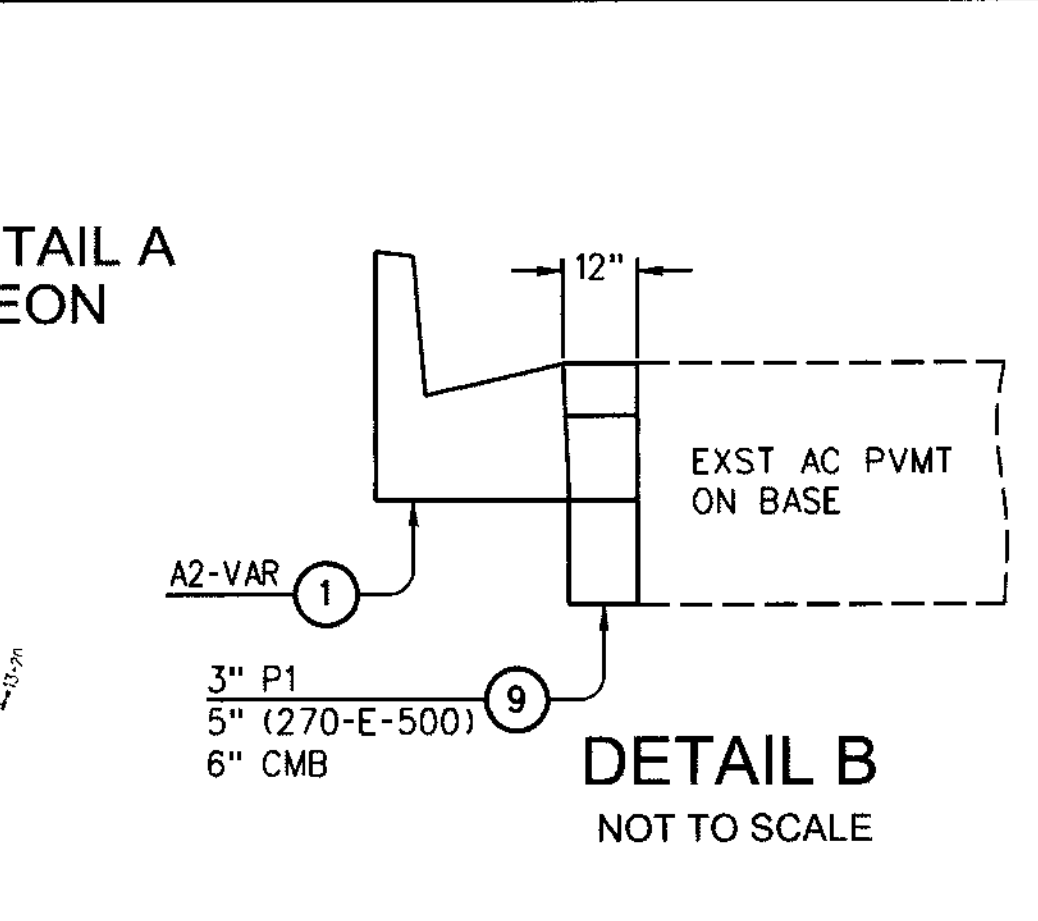 TAIL A
EON
12"
EXST AC PVMT
ON BASE
A2-VAR
1
3" P1
9
5" (270-E-500)
6" CMB
DETAIL B
NOT TO SCALE